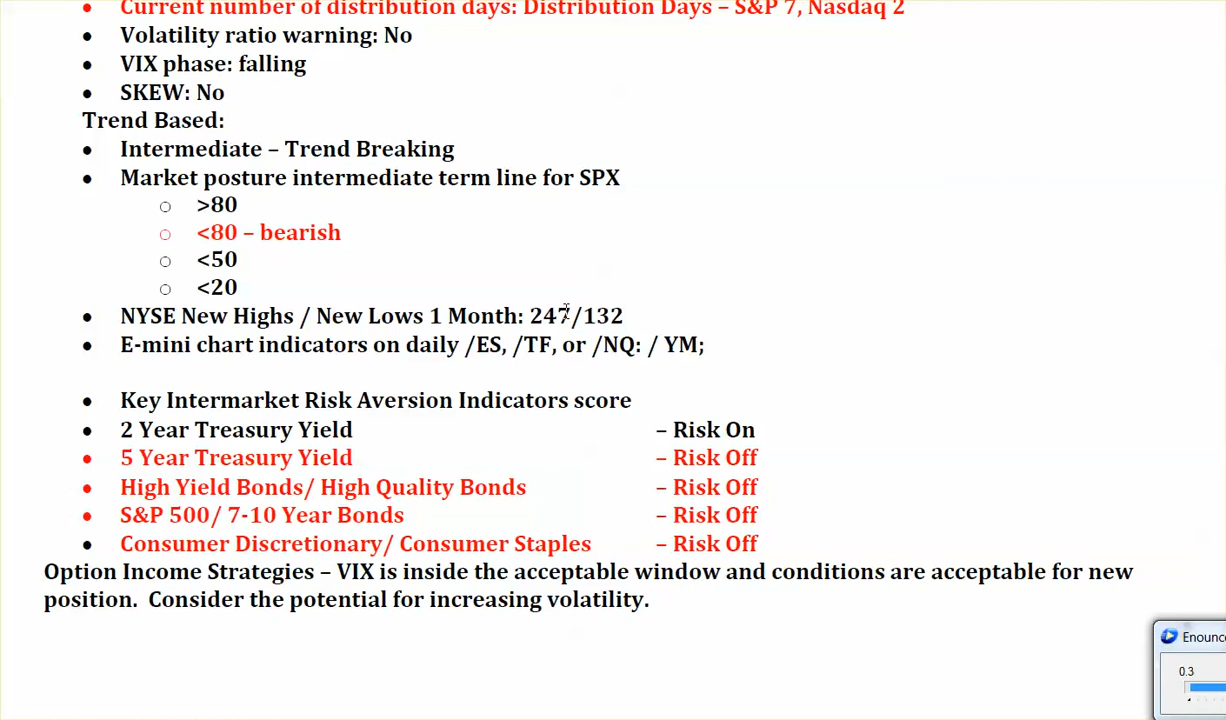 Current number of distribution days: Distribution Days – S&P 7, Nasdaq 2
• Volatility ratio warning: No
• VIX phase: falling
• SKEW: No
Trend Based:
• Intermediate – Trend Breaking
• Market posture intermediate term line for SPX
○ >80
○ <80 – bearish
○ <50
○ <20
• NYSE New Highs / New Lows 1 Month: 247/132
• E-mini chart indicators on daily /ES, /TF, or /NQ: / YM;
• Key Intermarket Risk Aversion Indicators score
• 2 Year Treasury Yield – Risk On
• 5 Year Treasury Yield – Risk Off
• High Yield Bonds/ High Quality Bonds – Risk Off
• S&P 500/ 7-10 Year Bonds – Risk Off
• Consumer Discretionary/ Consumer Staples – Risk Off
Option Income Strategies – VIX is inside the acceptable window and conditions are acceptable for new
position. Consider the potential for increasing volatility.
Enounc
0.3